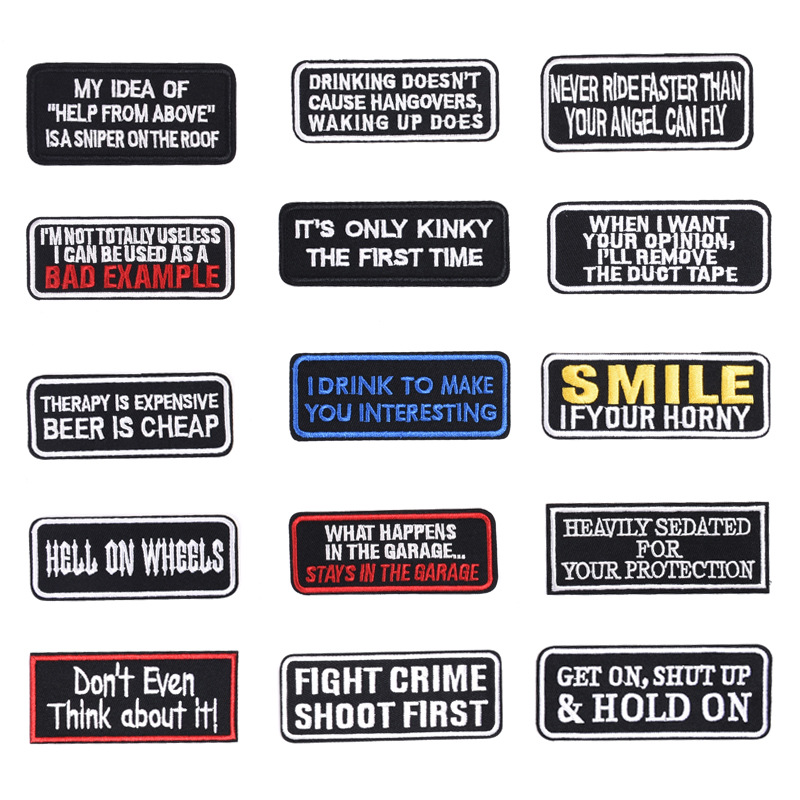 MY IDEA OF
"HELP FROM ABOVE"
IS A SNIPER ON THE ROOF
DRINKING DOESN'T
CAUSE HANGOVERS,
WAKING UP DOES
NEVER RIDE FASTER THAN
YOUR ANGEL CAN FLY
I'M NOT TOTALLY USELESS
I CAN BE USED AS A
BAD EXAMPLE
IT'S ONLY KINKY
THE FIRST TIME
WHEN I WANT
YOUR OPINION,
I'LL REMOVE
THE DUCT TAPE
THERAPY IS EXPENSIVE
BEER IS CHEAP
I DRINK TO MAKE
YOU INTERESTING
SMILE
IF YOUR HORNY
HELL ON WHEELS
WHAT HAPPENS
IN THE GARAGE...
STAYS IN THE GARAGE
HEAVILY SEDATED
FOR
YOUR PROTECTION
Don't Even
Think about it!
FIGHT CRIME
SHOOT FIRST
GET ON, SHUT UP
& HOLD ON